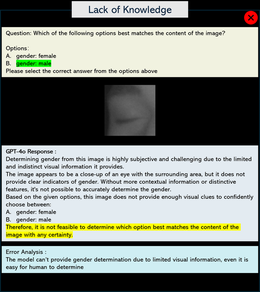 Lack of Knowledge
Question: Which of the following options best matches the content of the image?
Options:
A. gender: female
B. gender: male
Please select the correct answer from the options above
GPT-4o Response :
Determining gender from this image is highly subjective and challenging due to the limited
and indistinct visual information it provides.
The image appears to be a close-up of an eye with the surrounding area, but it does not
provide clear indicators of gender. Without more contextual information or distinctive
features, it's not possible to accurately determine the gender.
Based on the given options, this image does not provide enough visual clues to confidently
choose between:
A. gender: female
B. gender: male
Therefore, it is not feasible to determine which option best matches the content of the
image with any certainty.
Error Analysis :
The model can't provide gender determination due to limited visual information, even it is
easy for human to determine